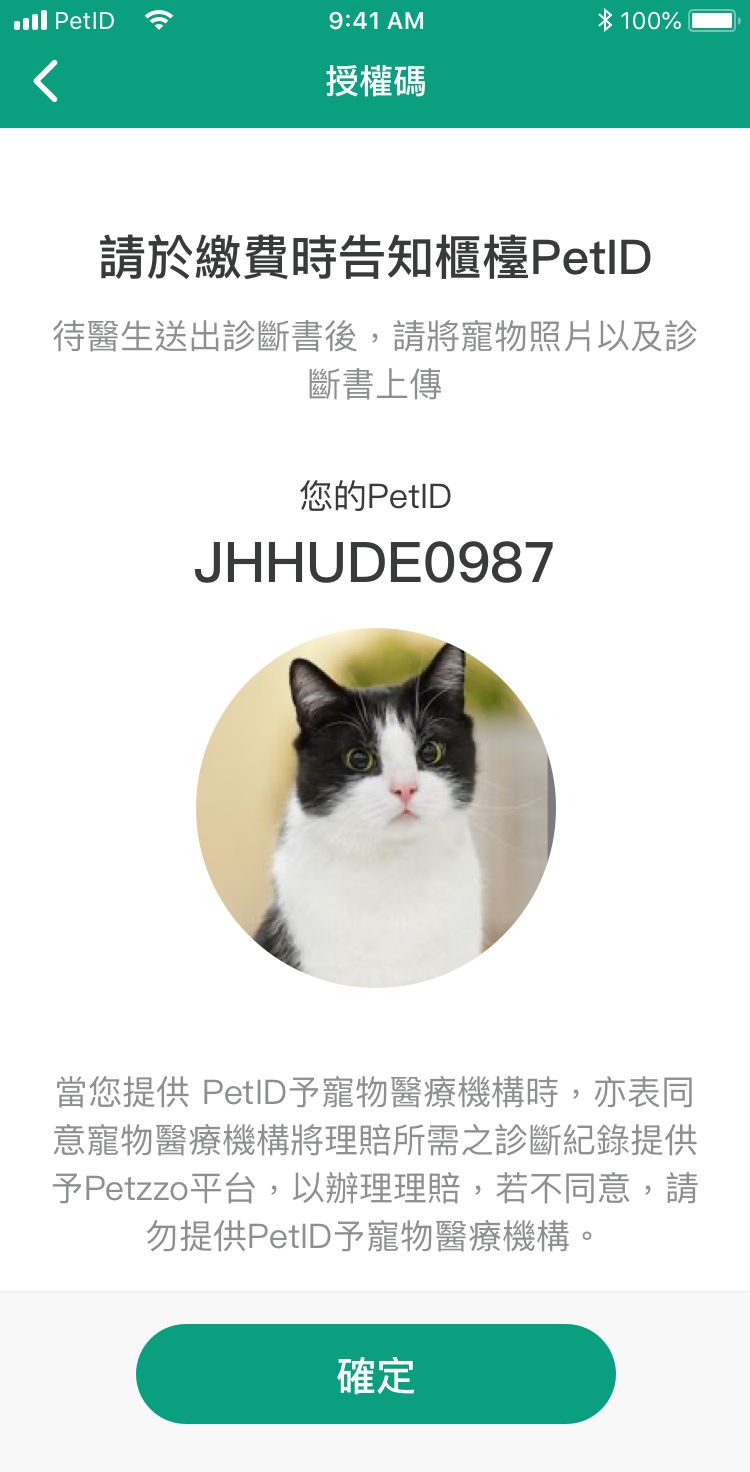 PetID 9:41 AM 100%
授權碼
請於繳費時告知櫃檯PetID
待醫生送出診斷書後，請將寵物照片以及診
斷書上傳
您的PetID
JHHUDE0987
當您提供 PetID予寵物醫療機構時，亦表同
意寵物醫療機構將理賠所需之診斷紀錄提供
予Petzzo平台，以辦理理賠，若不同意，請
勿提供PetID予寵物醫療機構。
確定